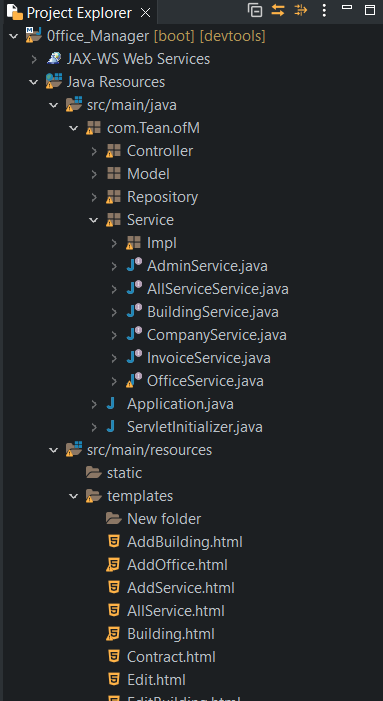 Project Explorer
0ffice_Manager [boot] [devtools]
JAX-WS Web Services
Java Resources
src/main/java
com.Tean.ofM
Controller
Model
Repository
Service
Impl
AdminService.java
AllServiceService.java
BuildingService.java
CompanyService.java
InvoiceService.java
OfficeService.java
Application.java
ServletInitializer.java
src/main/resources
static
templates
New folder
AddBuilding.html
AddOffice.html
AddService.html
AllService.html
Building.html
Contract.html
Edit.html
EditBuilding.html